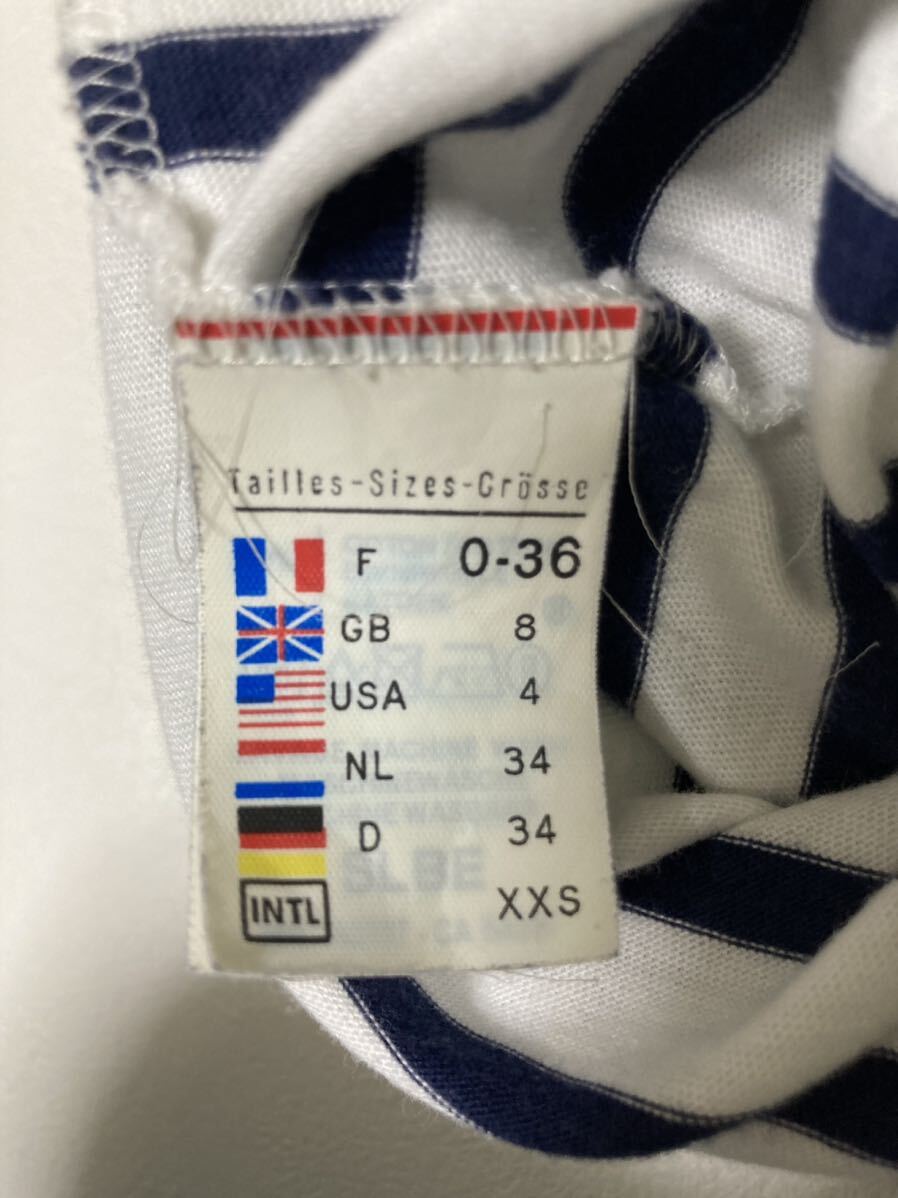 Tailles-Sizes-Grösse
F 0-36
GB 8
USA 4
NL 34
D 34
INTL XXS